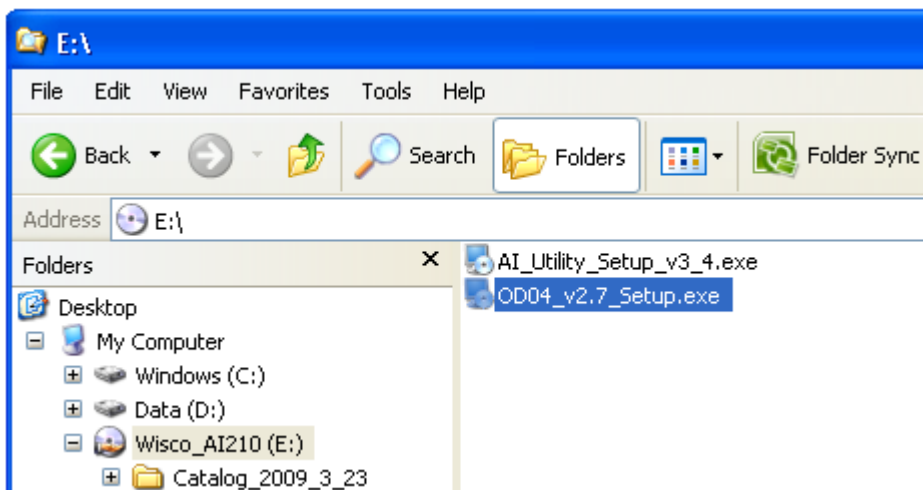 E:\
File Edit View Favorites Tools Help
Back Search Folders Folder Sync
Address E:\
Folders
Desktop
My Computer
Windows (C:)
Data (D:)
Wisco_AI210 (E:)
Catalog_2009_3_23
AI_Utility_Setup_v3_4.exe
OD04_v2.7_Setup.exe